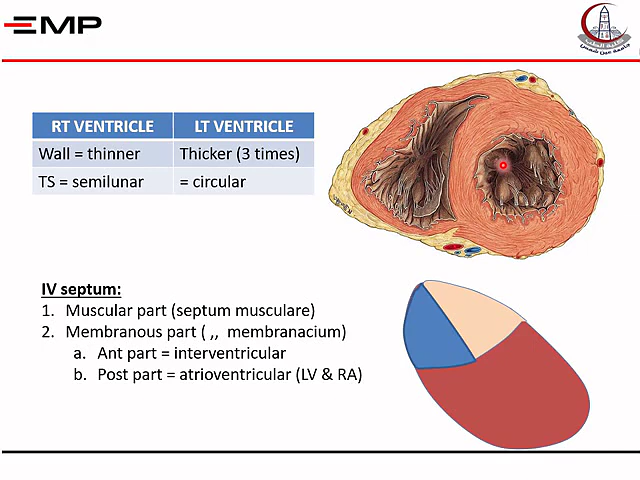 EMP
RT VENTRICLE LT VENTRICLE
Wall = thinner Thicker (3 times)
TS = semilunar = circular
IV septum:
1. Muscular part (septum musculare)
2. Membranous part ( ,, membranacium)
a. Ant part = interventricular
b. Post part = atrioventricular (LV & RA)